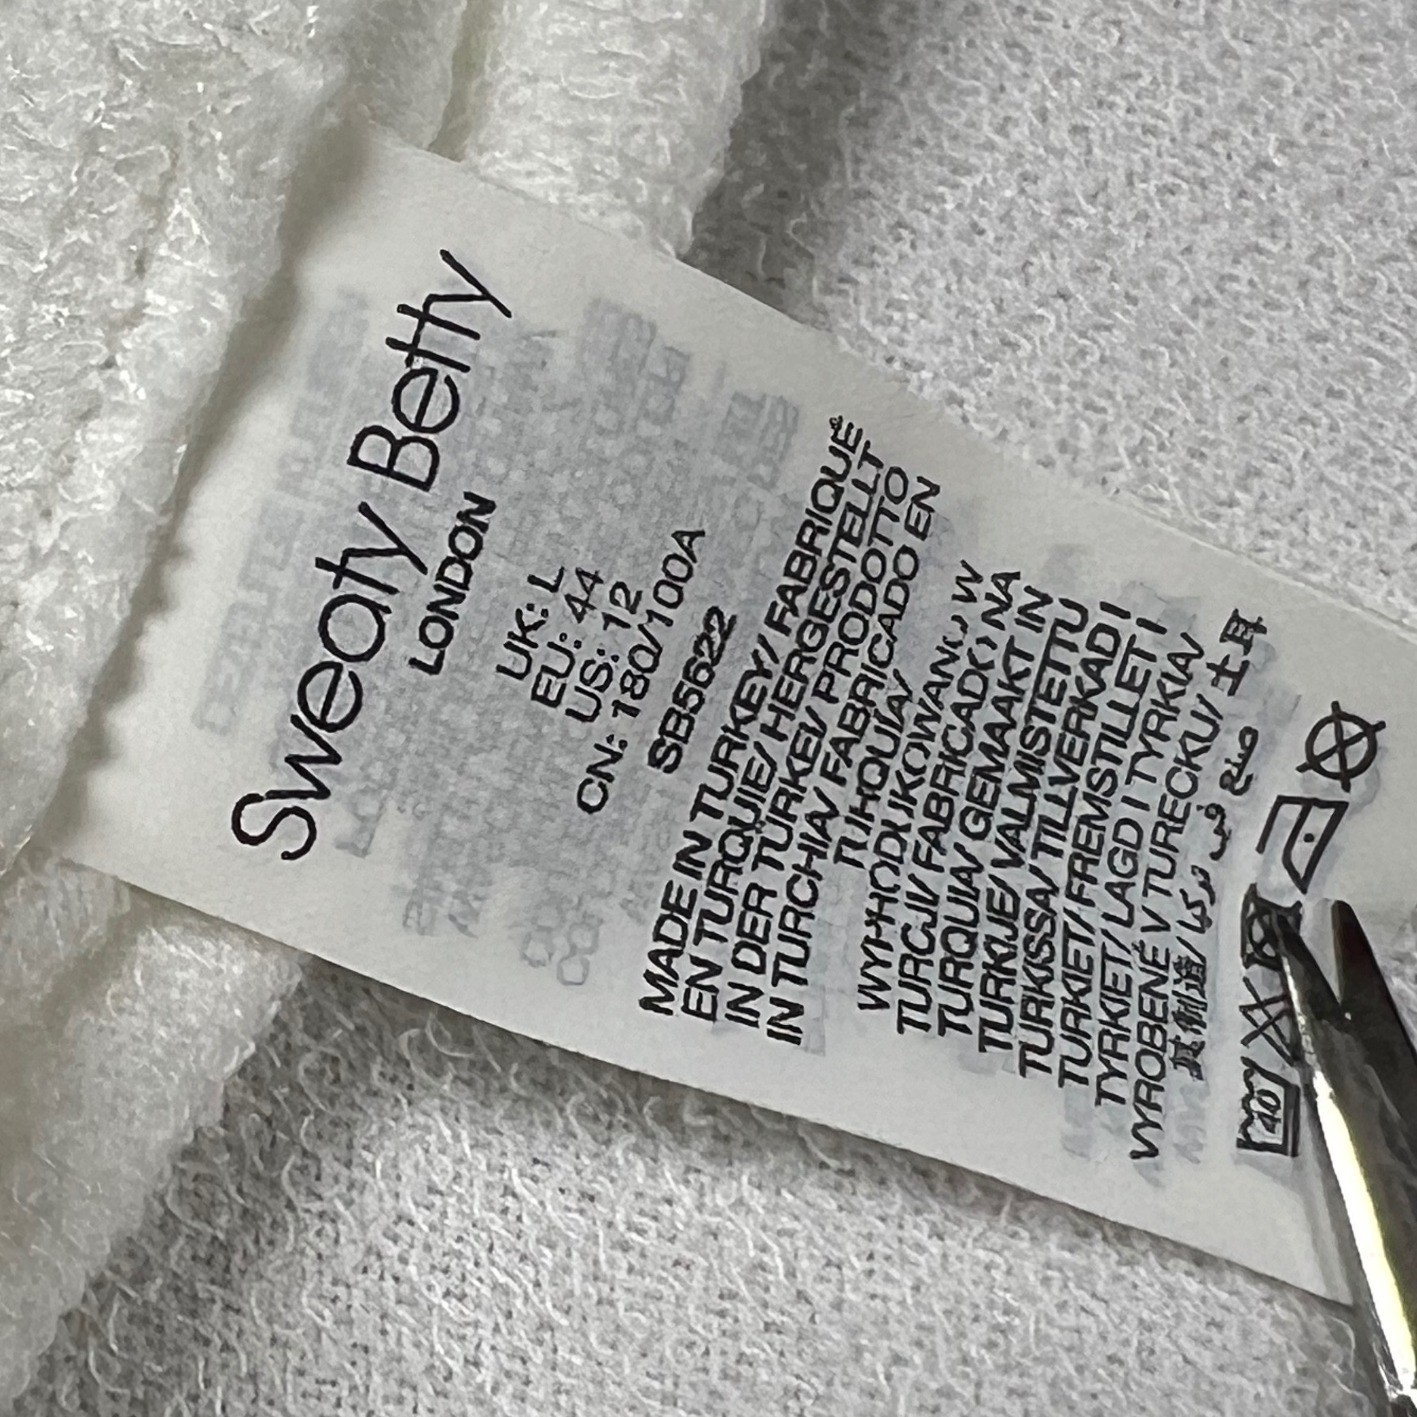 Sweaty Betty
LONDON
UK: L
EU: 44
US: 12
CN: 180/100A
SB5622
MADE IN TURKEY/ FABRIQUÉ
EN TURQUIE/ HERGESTELLT
IN DER TÜRKEI/ PRODOTTO
IN TURCHIA/ FABRICADO EN
TURQUÍA/
WYPRODUKOWANO W
TURCJI/ FABRICADO NA
TURQUIA/ GEMAAKT IN
TURKIJE/ VALMISTETTU
TURKISSA/ TILLVERKAD I
TURKIET/ FREMSTILLET I
TYRKIET/ LAGD I TYRKIA/
VYROBENÉ V TURECKU/ 土耳
其制造/ صنع في تركيا
40